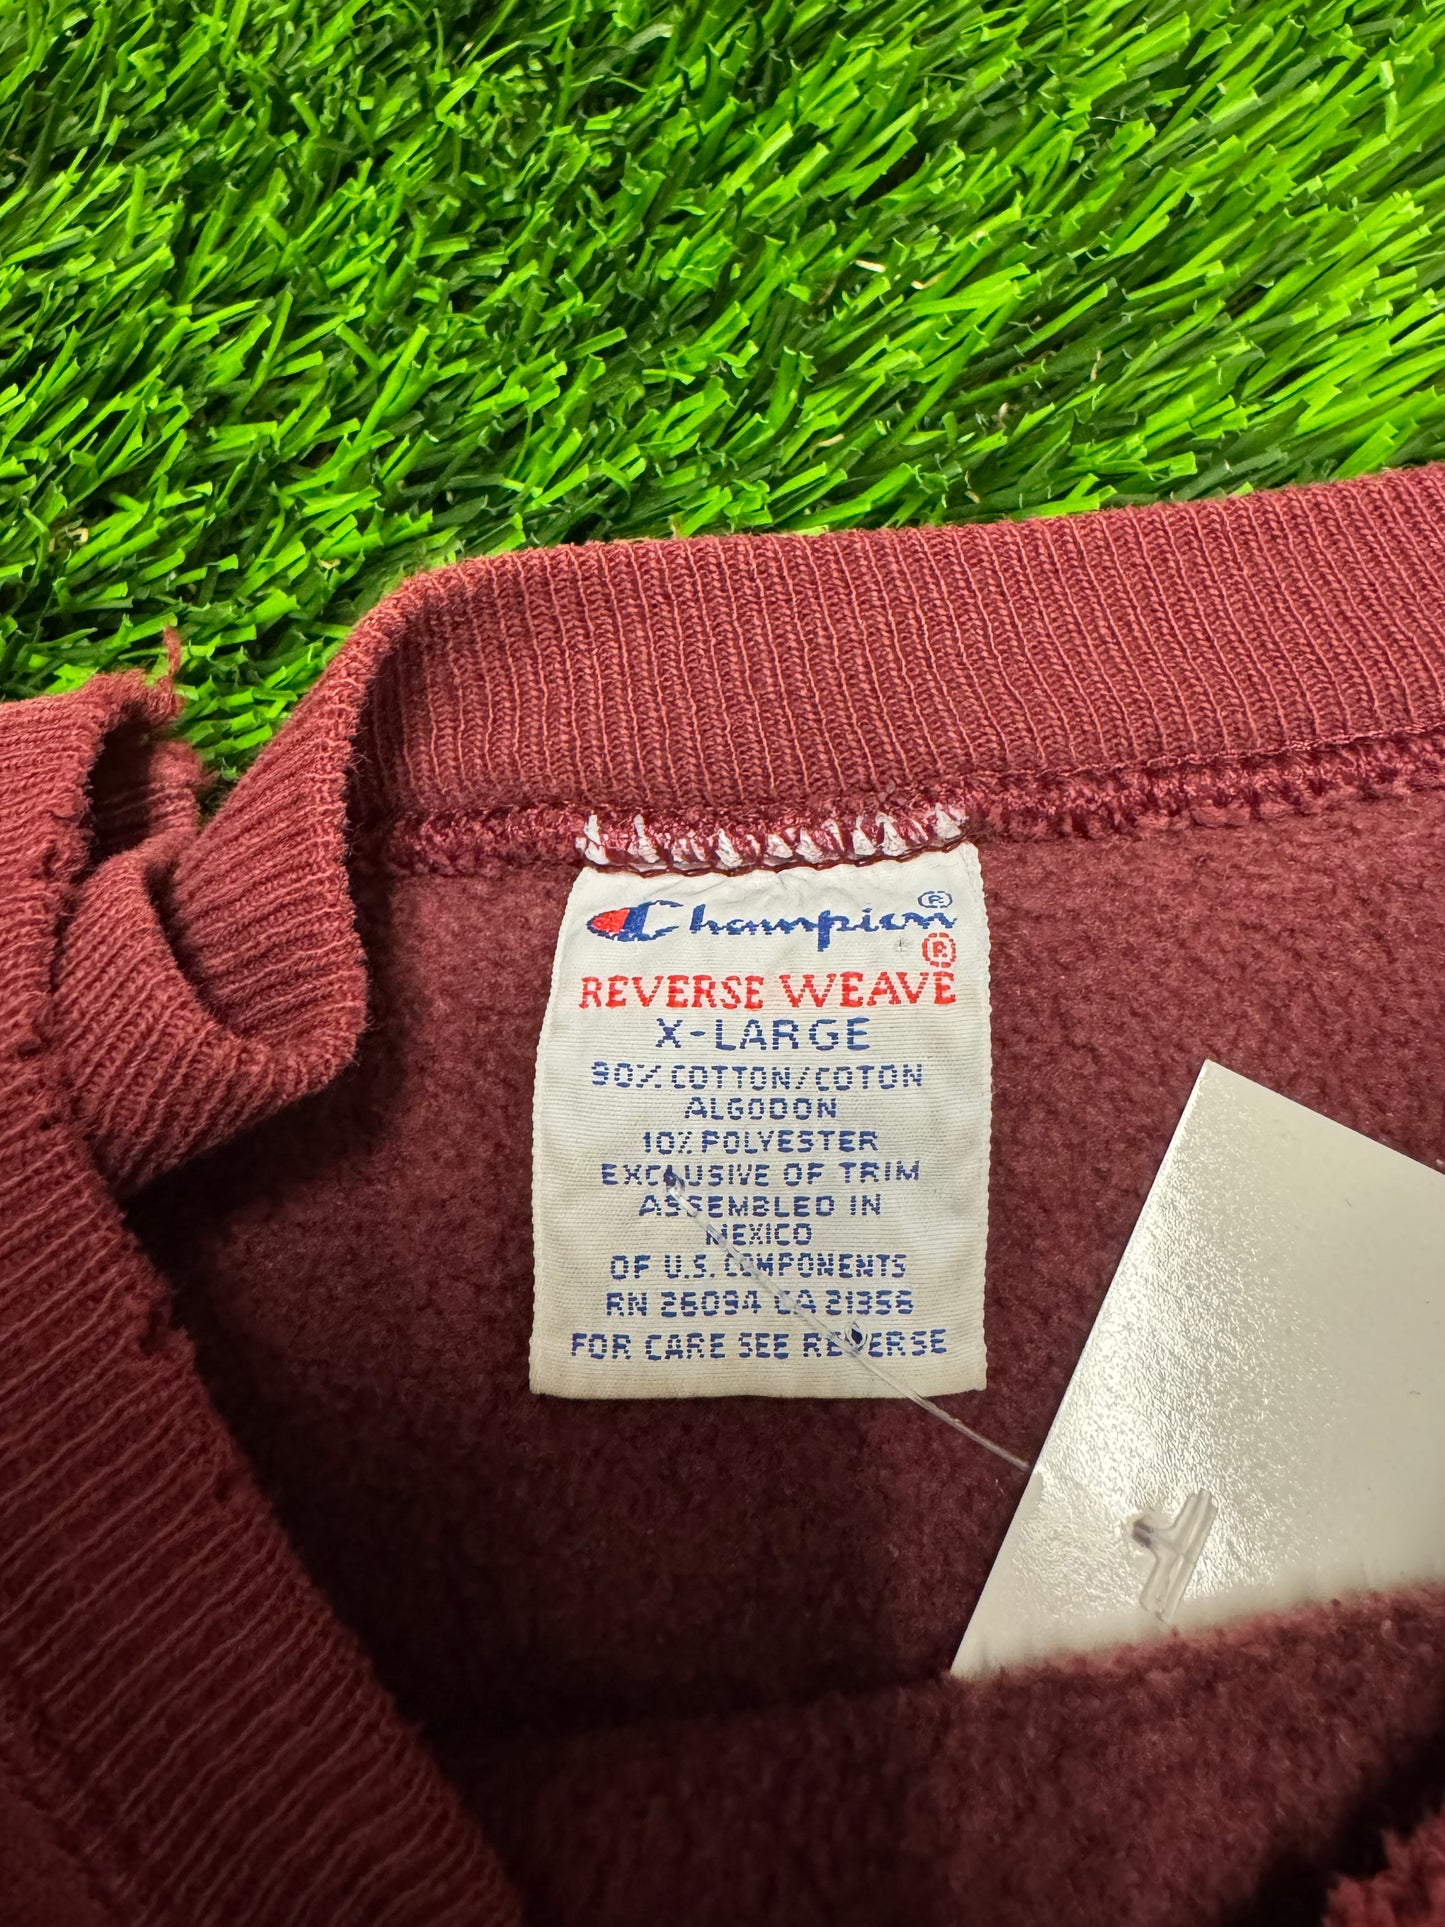 Champion ®
®
REVERSE WEAVE
X-LARGE
90% COTTON/COTON
ALGODON
10% POLYESTER
EXCLUSIVE OF TRIM
ASSEMBLED IN
MEXICO
OF U.S. COMPONENTS
RN 26094 CA 21356
FOR CARE SEE REVERSE